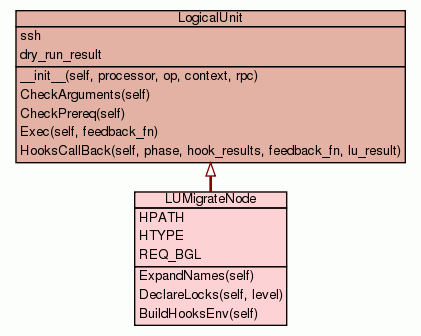 LogicalUnit
ssh
dry_run_result
__init__(self, processor, op, context, rpc)
CheckArguments(self)
CheckPrereq(self)
Exec(self, feedback_fn)
HooksCallBack(self, phase, hook_results, feedback_fn, lu_result)
LUMigrateNode
HPATH
HTYPE
REQ_BGL
ExpandNames(self)
DeclareLocks(self, level)
BuildHooksEnv(self)